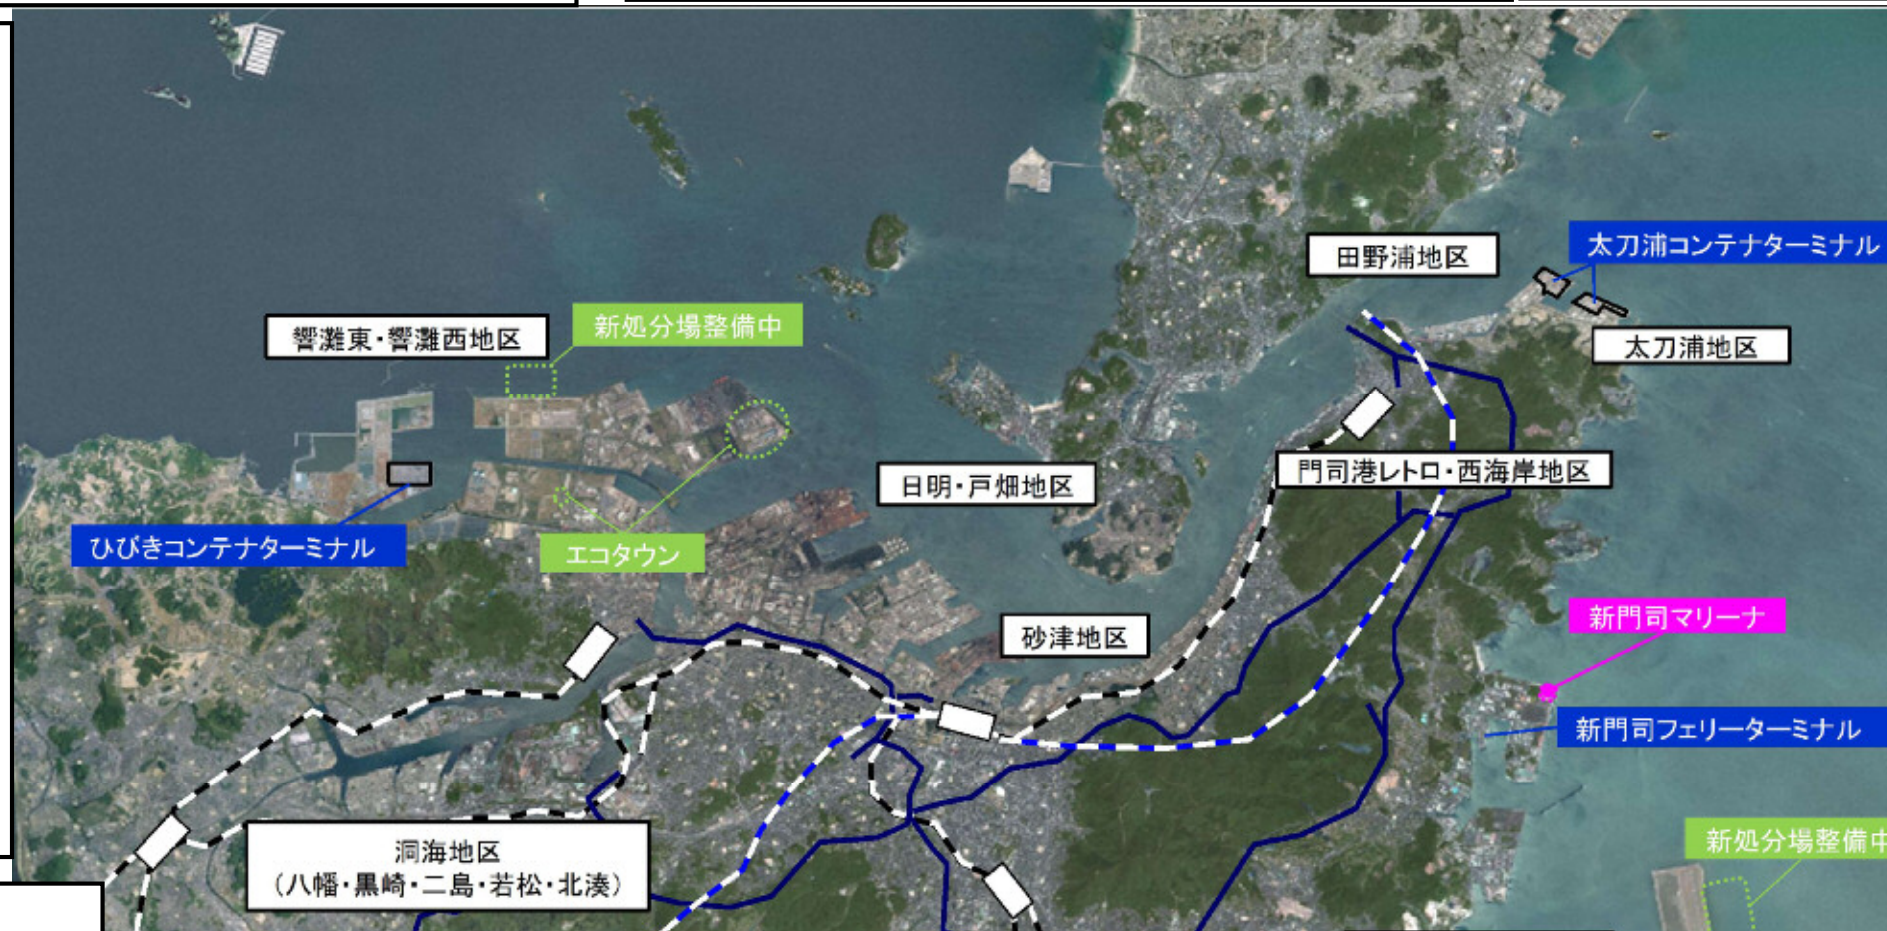 田野浦地区
太刀浦コンテナターミナル
響灘東・響灘西地区
新処分場整備中
太刀浦地区
日明・戸畑地区
門司港レトロ・西海岸地区
ひびきコンテナターミナル
エコタウン
砂津地区
新門司マリーナ
新門司フェリーターミナル
洞海地区
（八幡・黒崎・二島・若松・北湊）
新処分場整備中